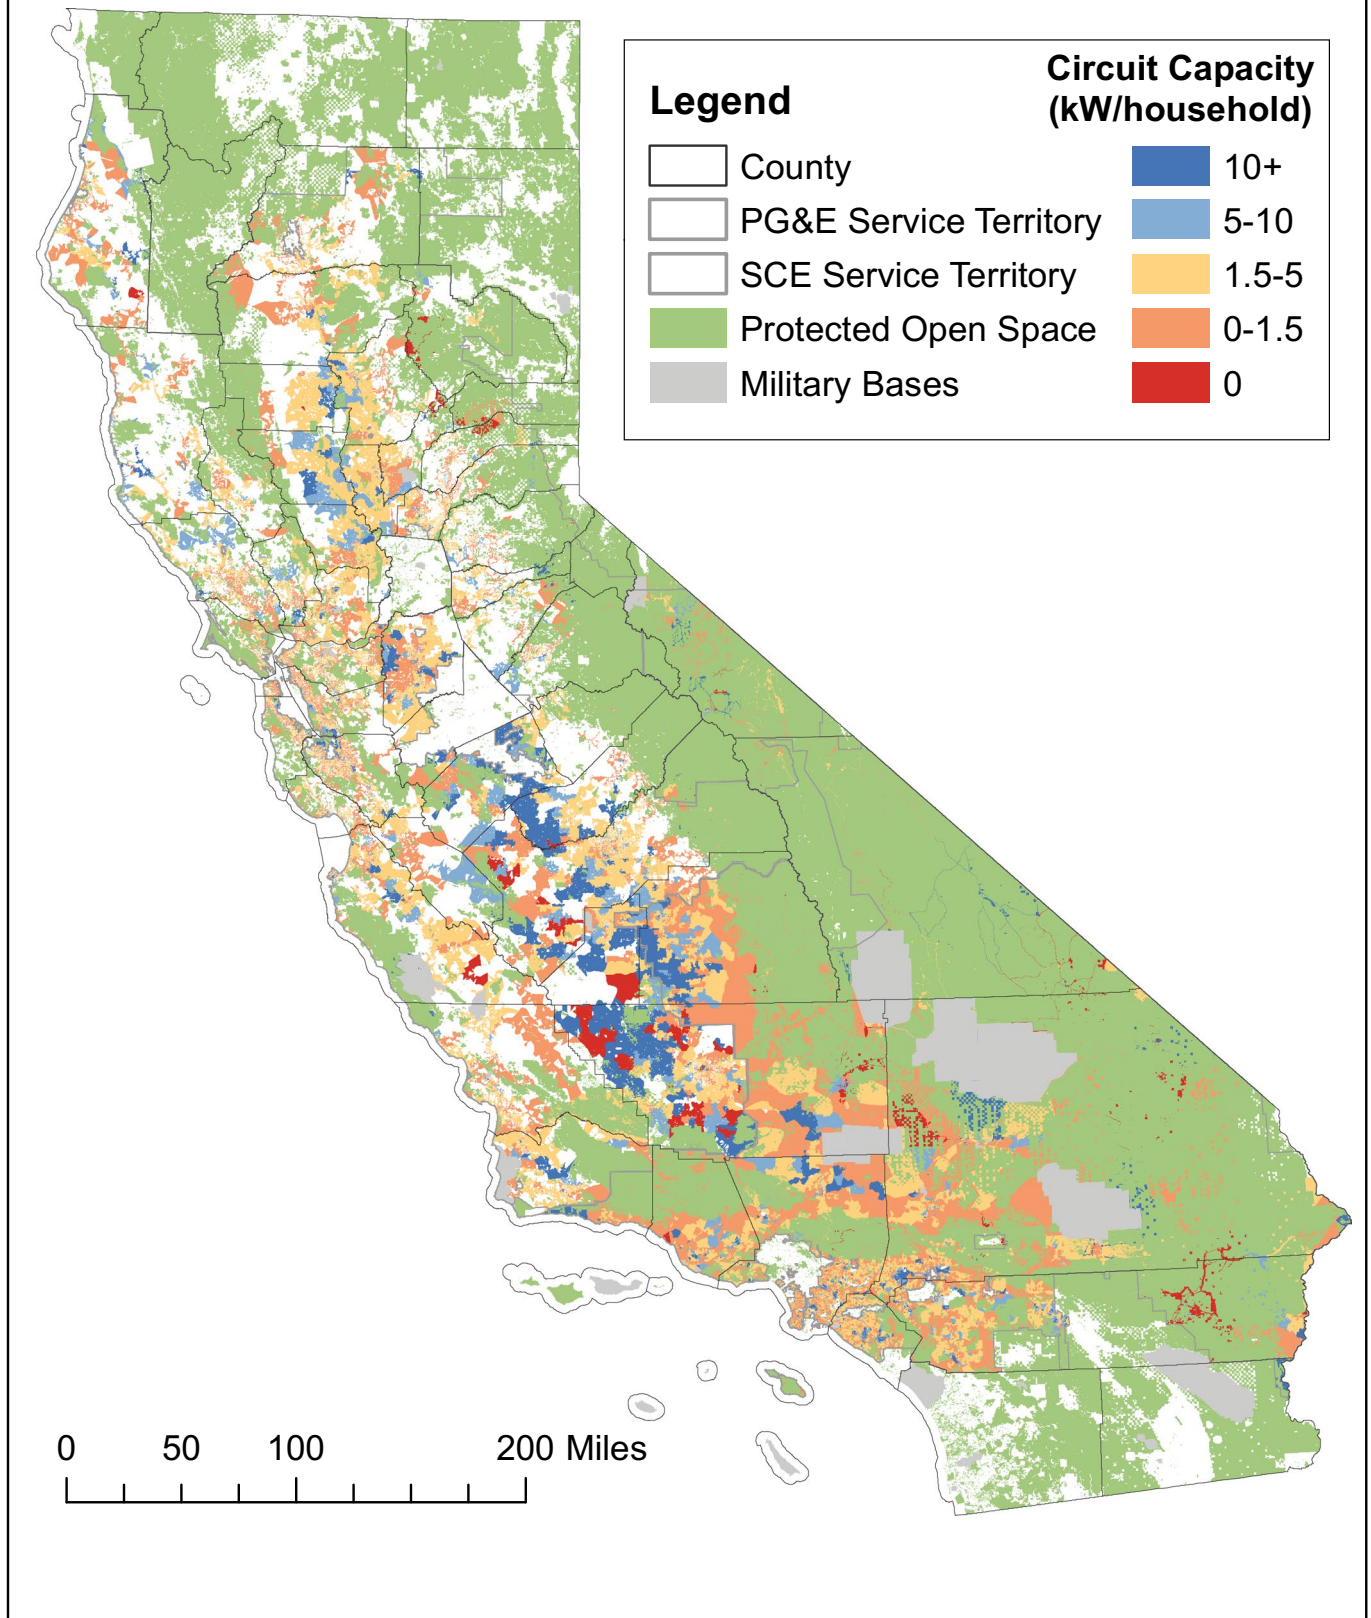 Legend
Circuit Capacity
(kW/household)
County
PG&E Service Territory
SCE Service Territory
Protected Open Space
Military Bases
10+
5-10
1.5-5
0-1.5
0
0 50 100 200 Miles